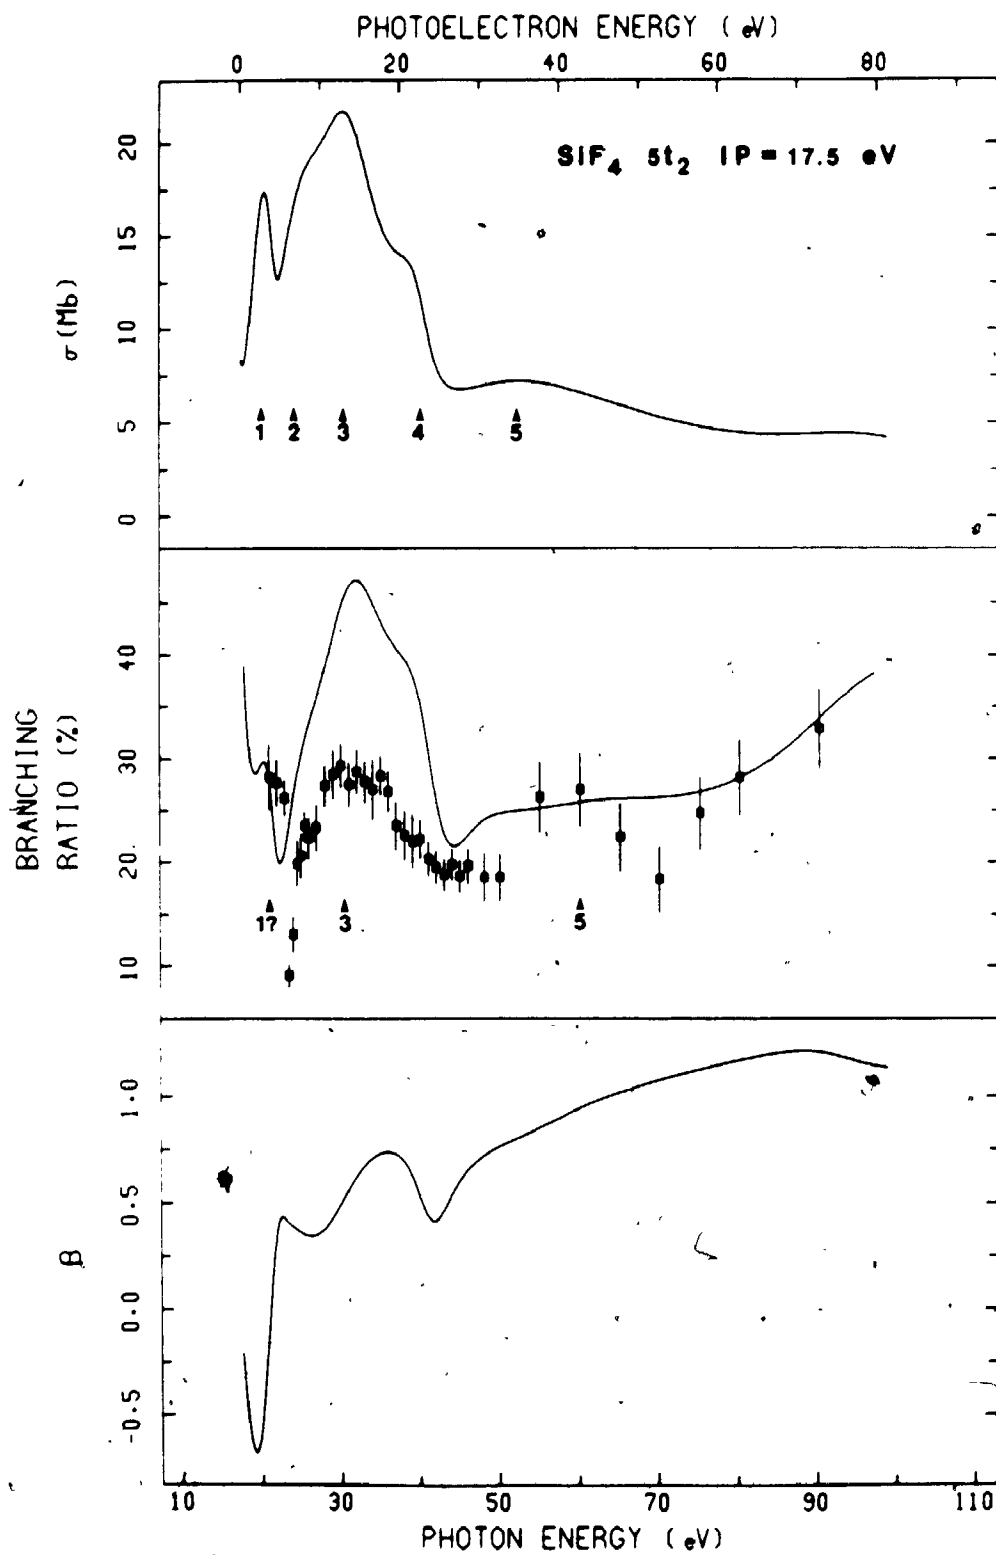 PHOTOELECTRON ENERGY ( eV)
0 20 40 60 80
SiF4 5t2 IP = 17.5 eV
σ (Mb)
20
15
10
5
0
1 2 3 4 5
BRANCHING
RATIO (%)
40
30
20
10
1? 3 5
β
1.0
0.5
0.0
-0.5
10 30 50 70 90 110
PHOTON ENERGY ( eV)